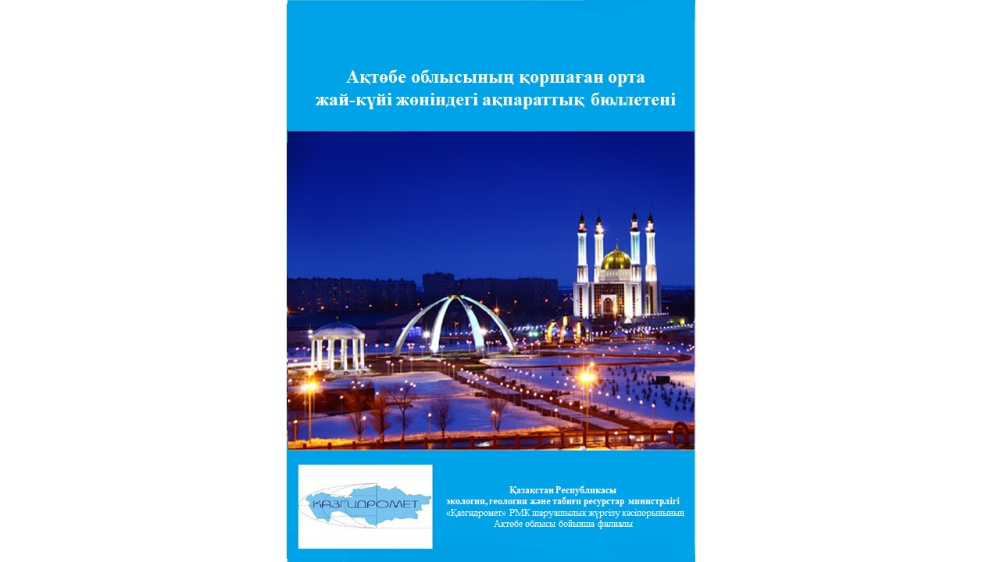 Ақтөбе облысының қоршаған орта
жай-күйі жөніндегі ақпараттық бюллетені
ҚАЗГИДРОМЕТ
Қазақстан Республикасы
экология, геология және табиғи ресурстар министрлігі
«Қазгидромет» РМК шаруашылық жүргізу кәсіпорынының
Ақтөбе облысы бойынша филиалы